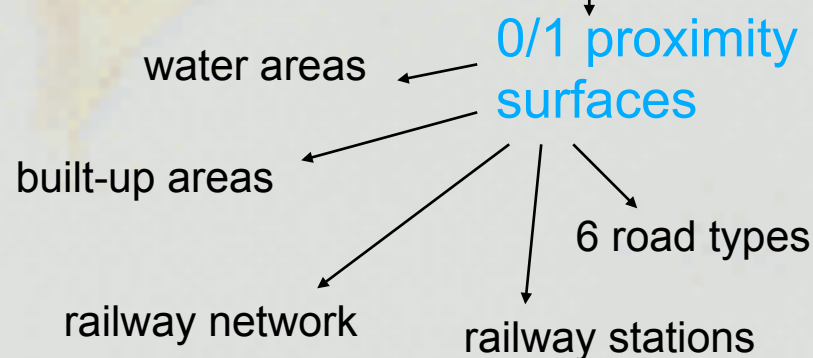 0/1 proximity
surfaces
water areas
built-up areas
6 road types
railway network
railway stations